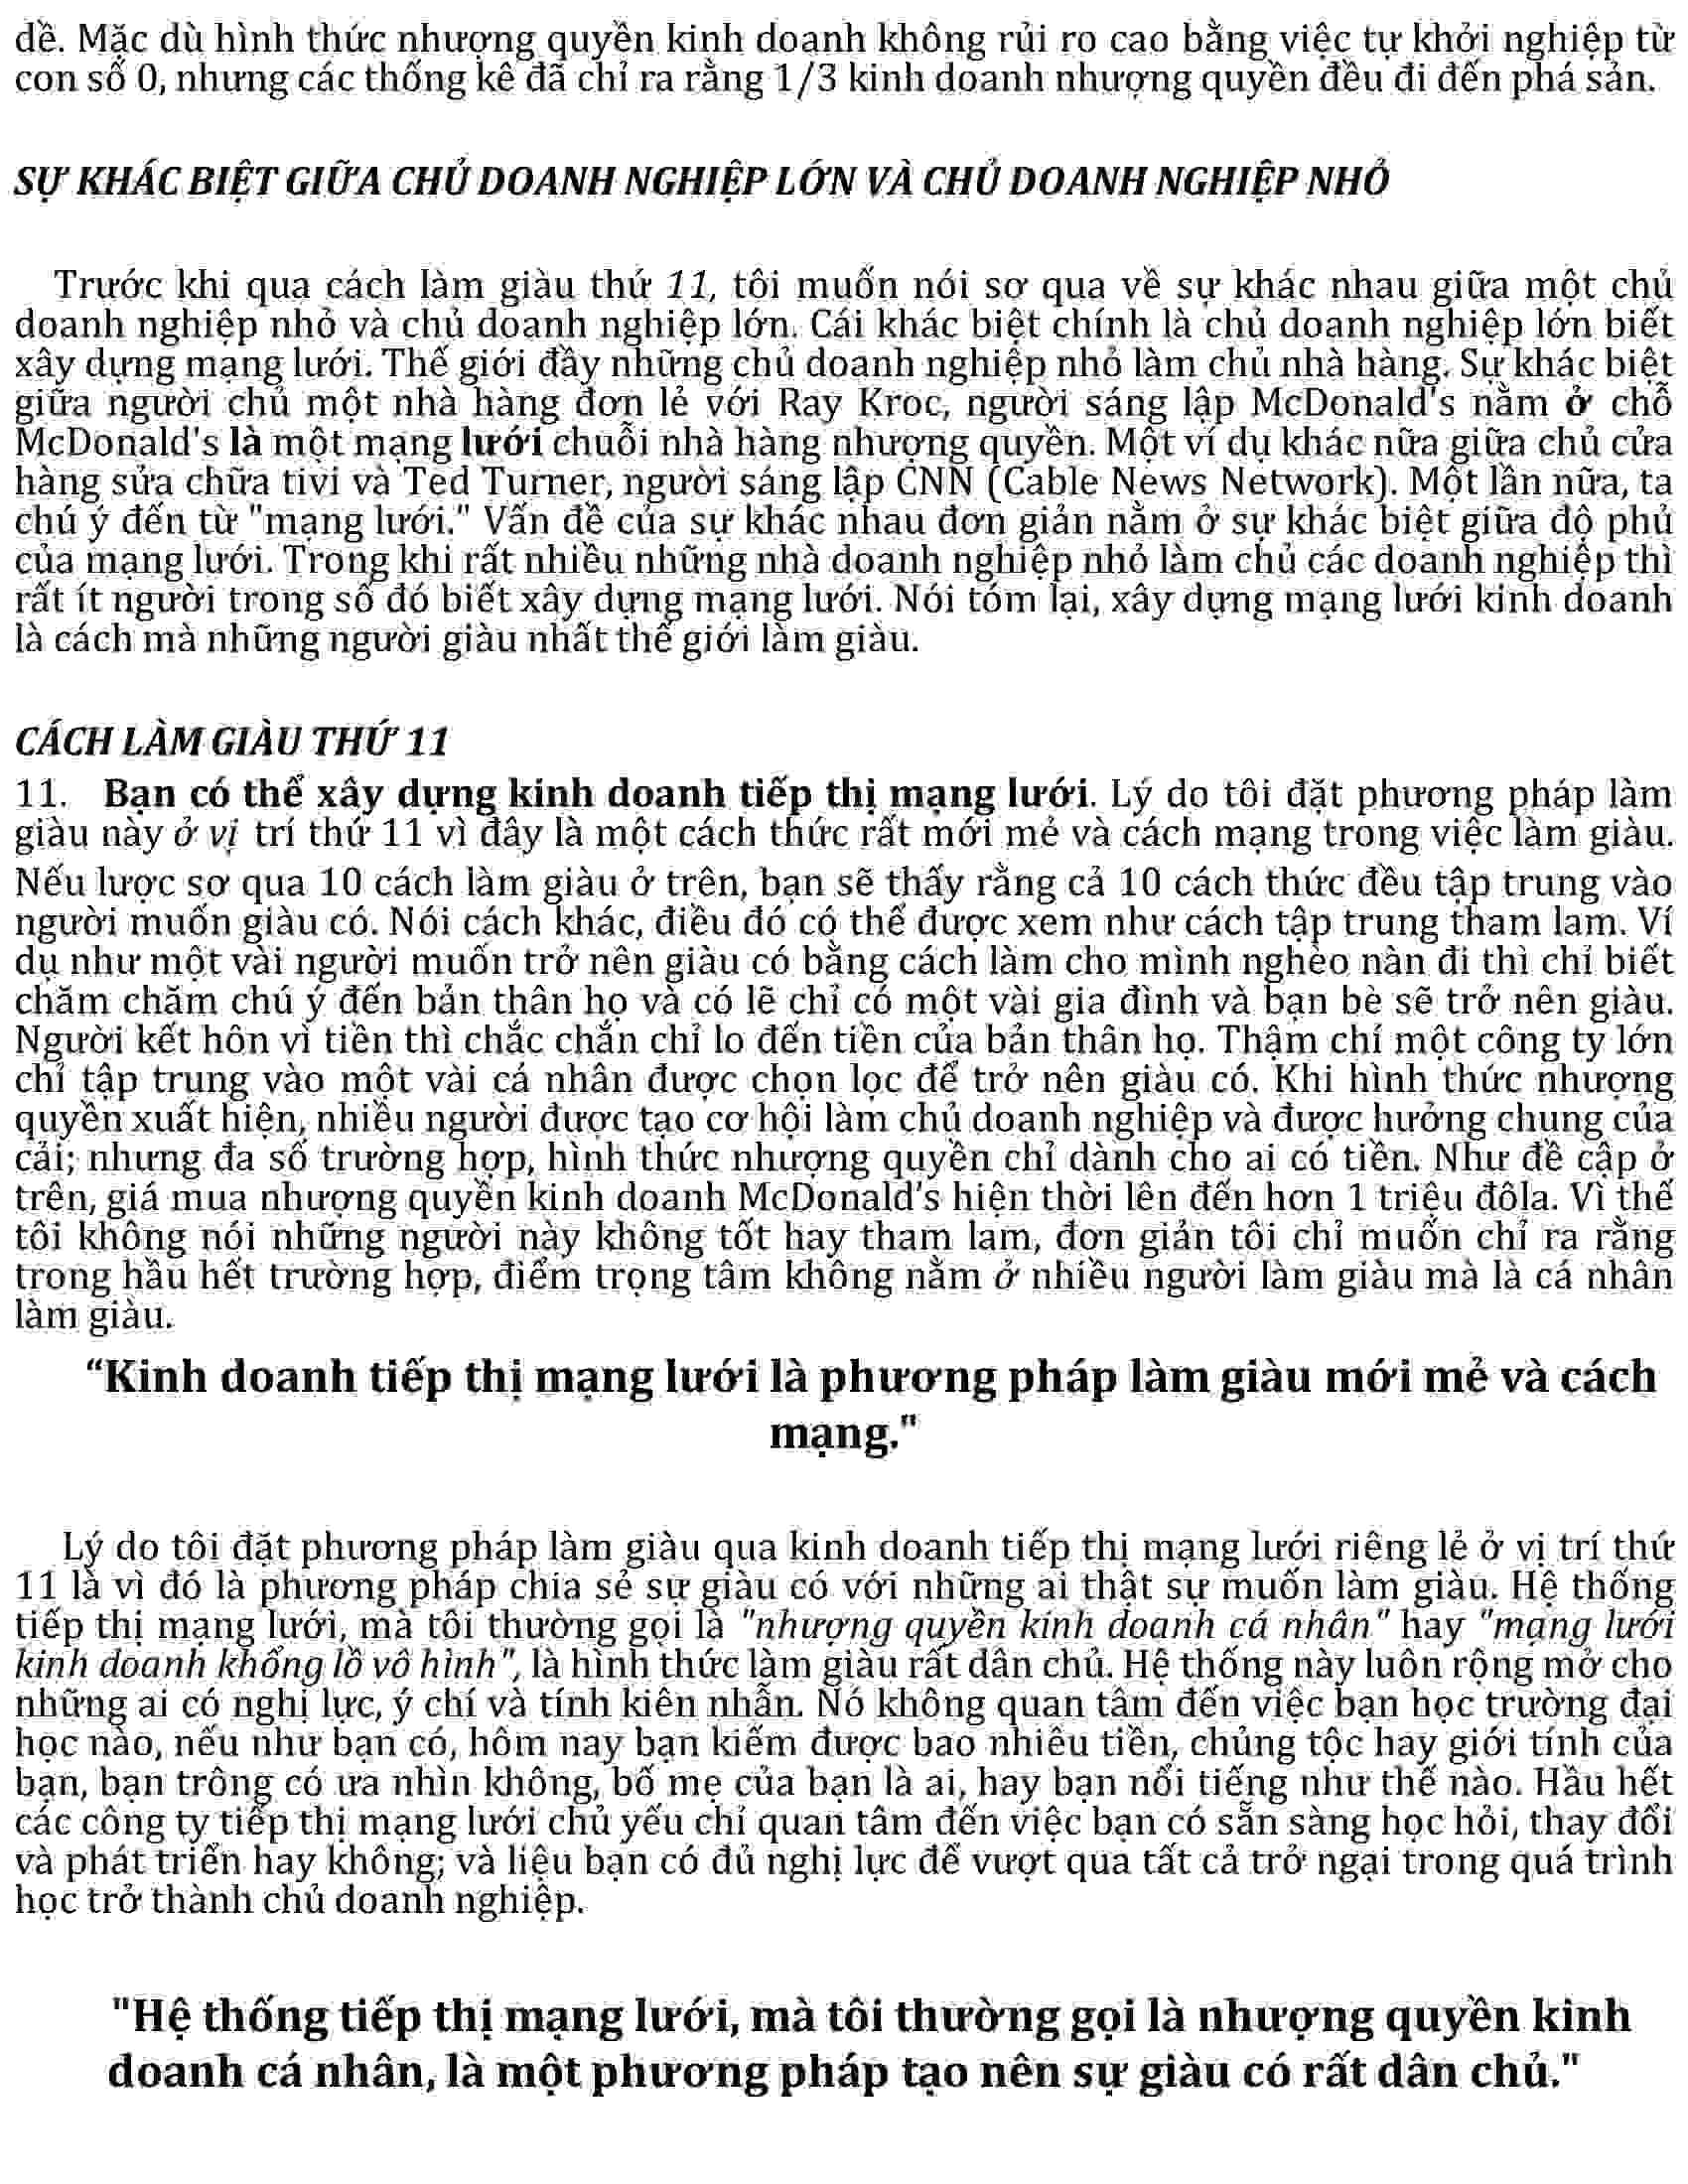 dề. Mặc dù hình thức nhượng quyền kinh doanh không rủi ro cao bằng việc tự khởi nghiệp từ
con số 0, nhưng các thống kê đã chỉ ra rằng 1/3 kinh doanh nhượng quyền đều đi đến phá sản.
SỰ KHÁC BIỆT GIỮA CHỦ DOANH NGHIỆP LỚN VÀ CHỦ DOANH NGHIỆP NHỎ
Trước khi qua cách làm giàu thứ 11, tôi muốn nói sơ qua về sự khác nhau giữa một chủ
doanh nghiệp nhỏ và chủ doanh nghiệp lớn. Cái khác biệt chính là chủ doanh nghiệp lớn biết
xây dựng mạng lưới. Thế giới đầy những chủ doanh nghiệp nhỏ làm chủ nhà hàng. Sự khác biệt
giữa người chủ một nhà hàng đơn lẻ với Ray Kroc, người sáng lập McDonald's nằm ở chỗ
McDonald's là một mạng lưới chuỗi nhà hàng nhượng quyền. Một ví dụ khác nữa giữa chủ cửa
hàng sửa chữa tivi và Ted Turner, người sáng lập CNN (Cable News Network). Một lần nữa, ta
chú ý đến từ "mạng lưới." Vấn đề của sự khác nhau đơn giản nằm ở sự khác biệt giữa độ phủ
của mạng lưới. Trong khi rất nhiều những nhà doanh nghiệp nhỏ làm chủ các doanh nghiệp thì
rất ít người trong số đó biết xây dựng mạng lưới. Nói tóm lại, xây dựng mạng lưới kinh doanh
là cách mà những người giàu nhất thế giới làm giàu.
CÁCH LÀM GIÀU THỨ 11
11. Bạn có thể xây dựng kinh doanh tiếp thị mạng lưới. Lý do tôi đặt phương pháp làm
giàu này ở vị trí thứ 11 vì đây là một cách thức rất mới mẻ và cách mạng trong việc làm giàu.
Nếu lược sơ qua 10 cách làm giàu ở trên, bạn sẽ thấy rằng cả 10 cách thức đều tập trung vào
người muốn giàu có. Nói cách khác, điều đó có thể được xem như cách tập trung tham lam. Ví
dụ như một vài người muốn trở nên giàu có bằng cách làm cho mình nghèo nàn đi thì chỉ biết
chăm chăm chú ý đến bản thân họ và có lẽ chỉ có một vài gia đình và bạn bè sẽ trở nên giàu.
Người kết hôn vì tiền thì chắc chắn chỉ lo đến tiền của bản thân họ. Thậm chí một công ty lớn
chỉ tập trung vào một vài cá nhân được chọn lọc để trở nên giàu có. Khi hình thức nhượng
quyền xuất hiện, nhiều người được tạo cơ hội làm chủ doanh nghiệp và được hưởng chung của
cải; nhưng đa số trường hợp, hình thức nhượng quyền chỉ dành cho ai có tiền. Như đề cập ở
trên, giá mua nhượng quyền kinh doanh McDonald's hiện thời lên đến hơn 1 triệu đôla. Vì thế
tôi không nói những người này không tốt hay tham lam, đơn giản tôi chỉ muốn chỉ ra rằng
trong hầu hết trường hợp, điểm trọng tâm không nằm ở nhiều người làm giàu mà là cá nhân
làm giàu.
“Kinh doanh tiếp thị mạng lưới là phương pháp làm giàu mới mẻ và cách
mạng."
Lý do tôi đặt phương pháp làm giàu qua kinh doanh tiếp thị mạng lưới riêng lẻ ở vị trí thứ
11 là vì đó là phương pháp chia sẻ sự giàu có với những ai thật sự muốn làm giàu. Hệ thống
tiếp thị mạng lưới, mà tôi thường gọi là "nhượng quyền kinh doanh cá nhân" hay "mạng lưới
kinh doanh khổng lồ vô hình", là hình thức làm giàu rất dân chủ. Hệ thống này luôn rộng mở cho
những ai có nghị lực, ý chí và tính kiên nhẫn. Nó không quan tâm đến việc bạn học trường đại
học nào, nếu như bạn có, hôm nay bạn kiếm được bao nhiêu tiền, chủng tộc hay giới tính của
bạn, bạn trông có ưa nhìn không, bố mẹ của bạn là ai, hay bạn nổi tiếng như thế nào. Hầu hết
các công ty tiếp thị mạng lưới chủ yếu chỉ quan tâm đến việc bạn có sẵn sàng học hỏi, thay đổi
và phát triển hay không; và liệu bạn có đủ nghị lực để vượt qua tất cả trở ngại trong quá trình
học trở thành chủ doanh nghiệp.
"Hệ thống tiếp thị mạng lưới, mà tôi thường gọi là nhượng quyền kinh
doanh cá nhân, là một phương pháp tạo nên sự giàu có rất dân chủ."